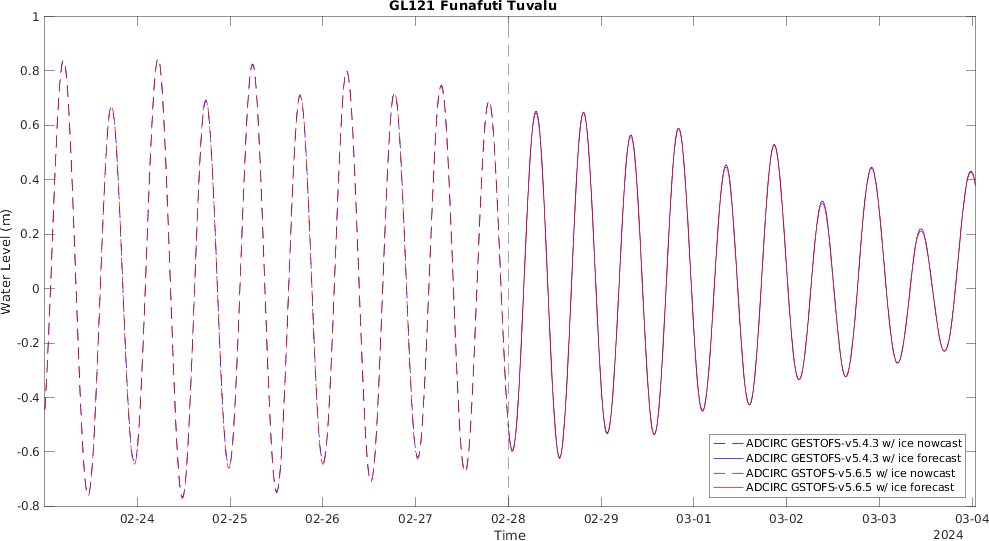 GL121 Funafuti Tuvalu
1
0.8
0.6
0.4
0.2
0
-0.2
-0.4
-0.6
-0.8
Water Level (m)
ADCIRC GESTOFS-v5.4.3 w/ ice nowcast
ADCIRC GESTOFS-v5.4.3 w/ ice forecast
ADCIRC GSTOFS-v5.6.5 w/ ice nowcast
ADCIRC GSTOFS-v5.6.5 w/ ice forecast
02-24 02-25 02-26 02-27 02-28 02-29 03-01 03-02 03-03 03-04
Time
2024